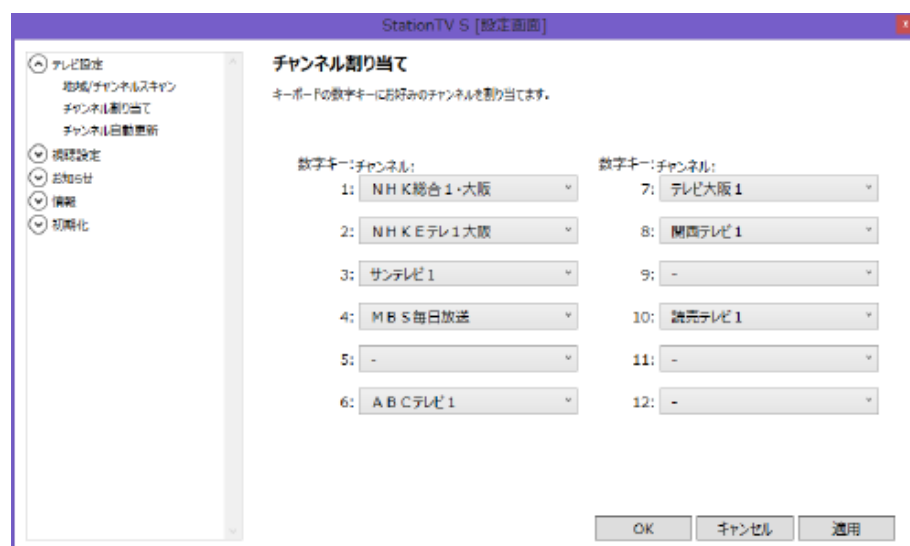 StationTV S [設定画面]
テレビ設定
地域/チャンネルスキャン
チャンネル割り当て
チャンネル自動更新
視聴設定
お知らせ
情報
初期化
チャンネル割り当て
キーボードの数字キーにお好みのチャンネルを割り当てます。
数字キー:チャンネル:
1: ＮＨＫ総合１・大阪
2: ＮＨＫＥテレ１大阪
3: サンテレビ１
4: ＭＢＳ毎日放送
5: -
6: ＡＢＣテレビ１
数字キー:チャンネル:
7: テレビ大阪１
8: 関西テレビ１
9: -
10: 読売テレビ１
11: -
12: -
OK キャンセル 適用